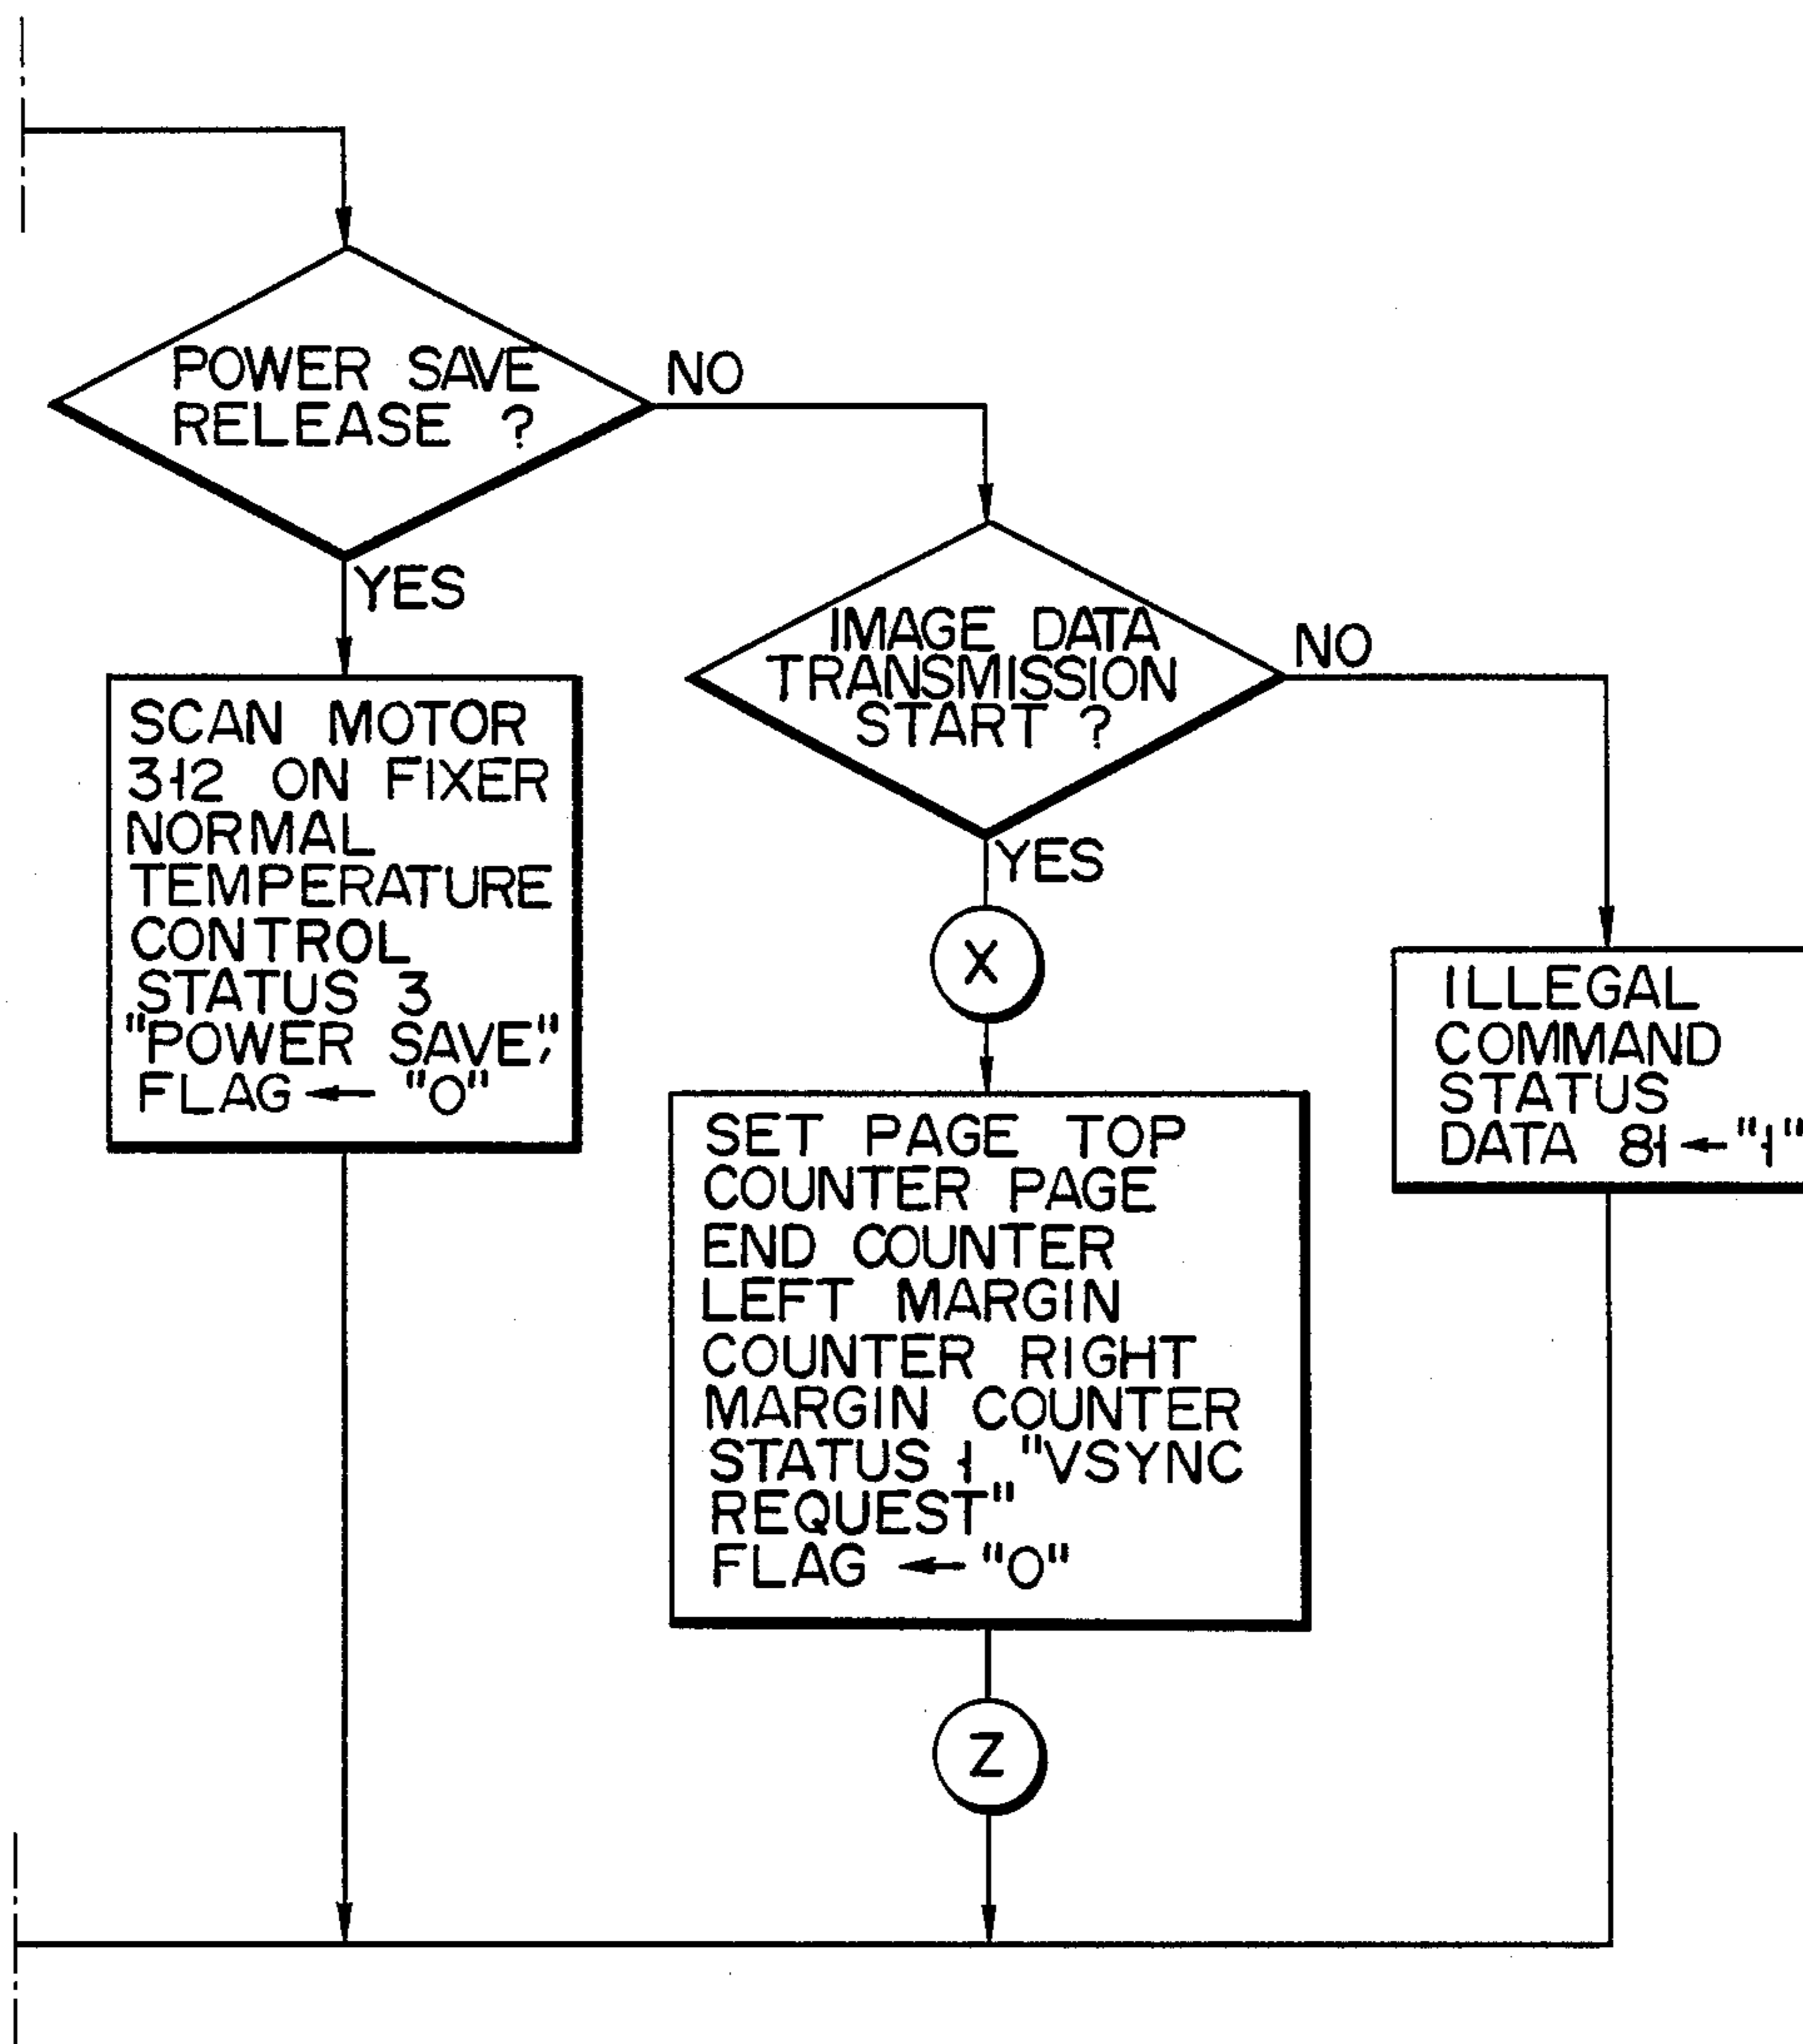 POWER SAVE
RELEASE ?
NO
YES
SCAN MOTOR
312 ON FIXER
NORMAL
TEMPERATURE
CONTROL
STATUS 3
"POWER SAVE,"
FLAG ← "0"
IMAGE DATA
TRANSMISSION
START ?
NO
YES
X
SET PAGE TOP
COUNTER PAGE
END COUNTER
LEFT MARGIN
COUNTER RIGHT
MARGIN COUNTER
STATUS 1 "VSYNC
REQUEST"
FLAG ← "0"
Z
ILLEGAL
COMMAND
STATUS
DATA 81 ← "1"